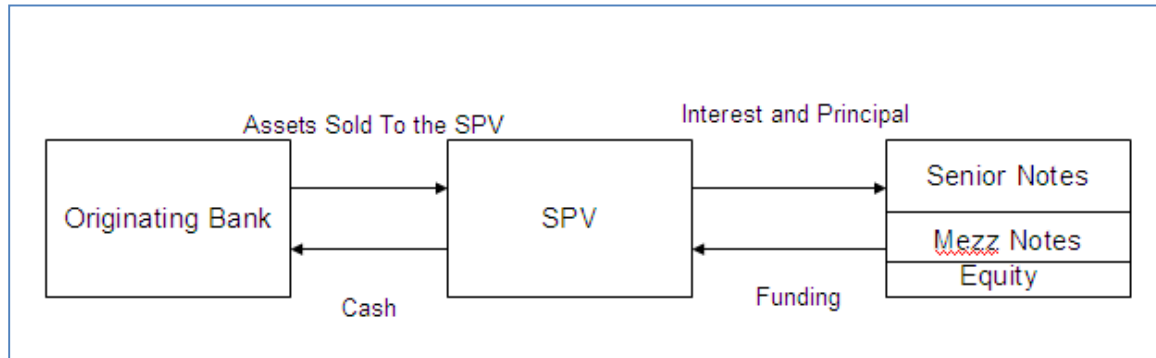 Assets Sold To the SPV
Interest and Principal
Originating Bank
SPV
Senior Notes
Mezz Notes
Equity
Cash
Funding